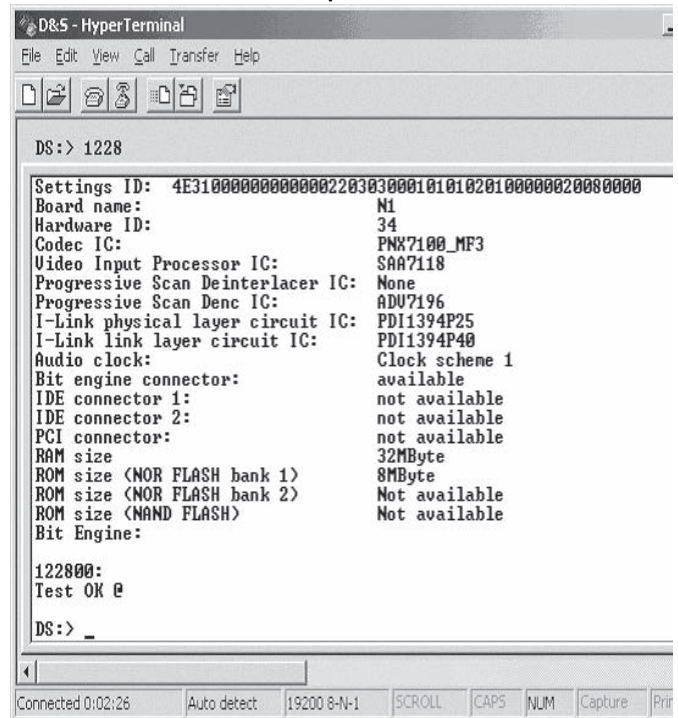 D&S - HyperTerminal
File Edit View Call Transfer Help
DS:> 1228
Settings ID: 4E3100000000000022030300010101020100000020080000
Board name: N1
Hardware ID: 34
Codec IC: PNX7100_MF3
Video Input Processor IC: SAA7118
Progressive Scan Deinterlacer IC: None
Progressive Scan Denc IC: ADV7196
I-Link physical layer circuit IC: PDI1394P25
I-Link link layer circuit IC: PDI1394P40
Audio clock: Clock scheme 1
Bit engine connector: available
IDE connector 1: not available
IDE connector 2: not available
PCI connector: not available
RAM size 32MByte
ROM size (NOR FLASH bank 1) 8MByte
ROM size (NOR FLASH bank 2) Not available
ROM size (NAND FLASH) Not available
Bit Engine:
122800:
Test OK @
DS:> _
Connected 0:02:26 Auto detect 19200 8-N-1 SCROLL CAPS NUM Capture Prin